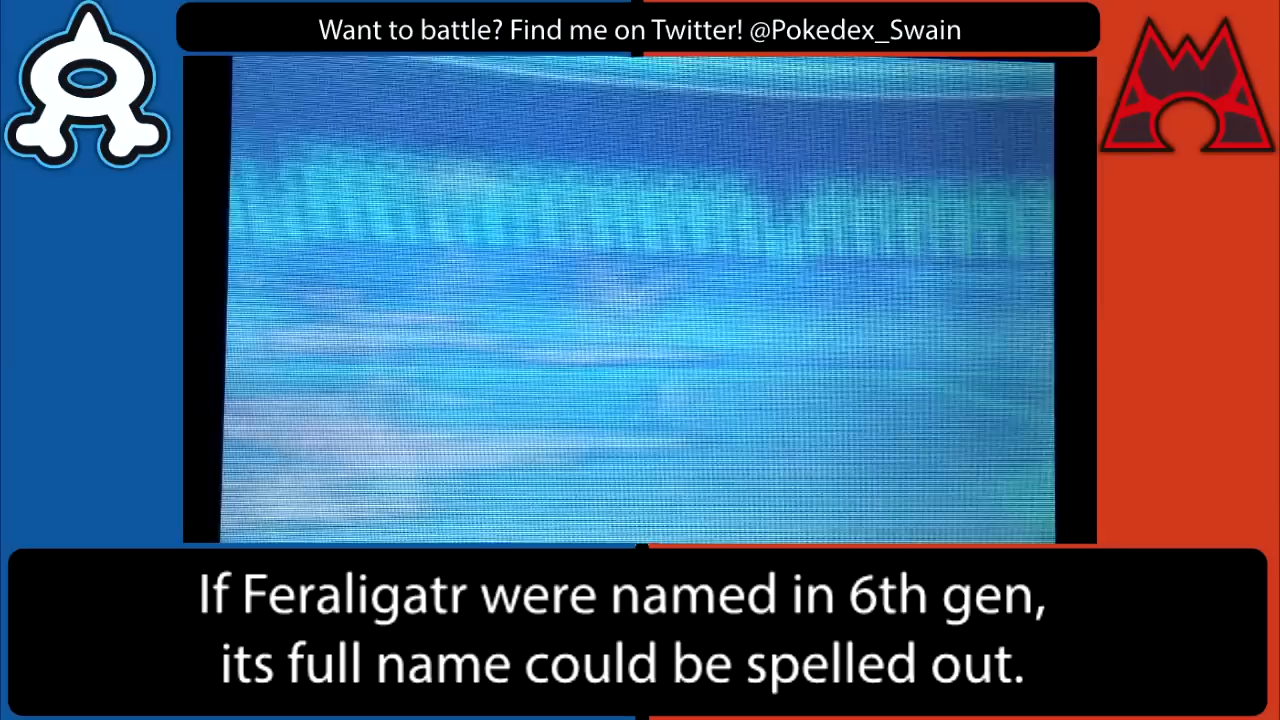 Want to battle? Find me on Twitter! @Pokedex_Swain
If Feraligatr were named in 6th gen,
its full name could be spelled out.